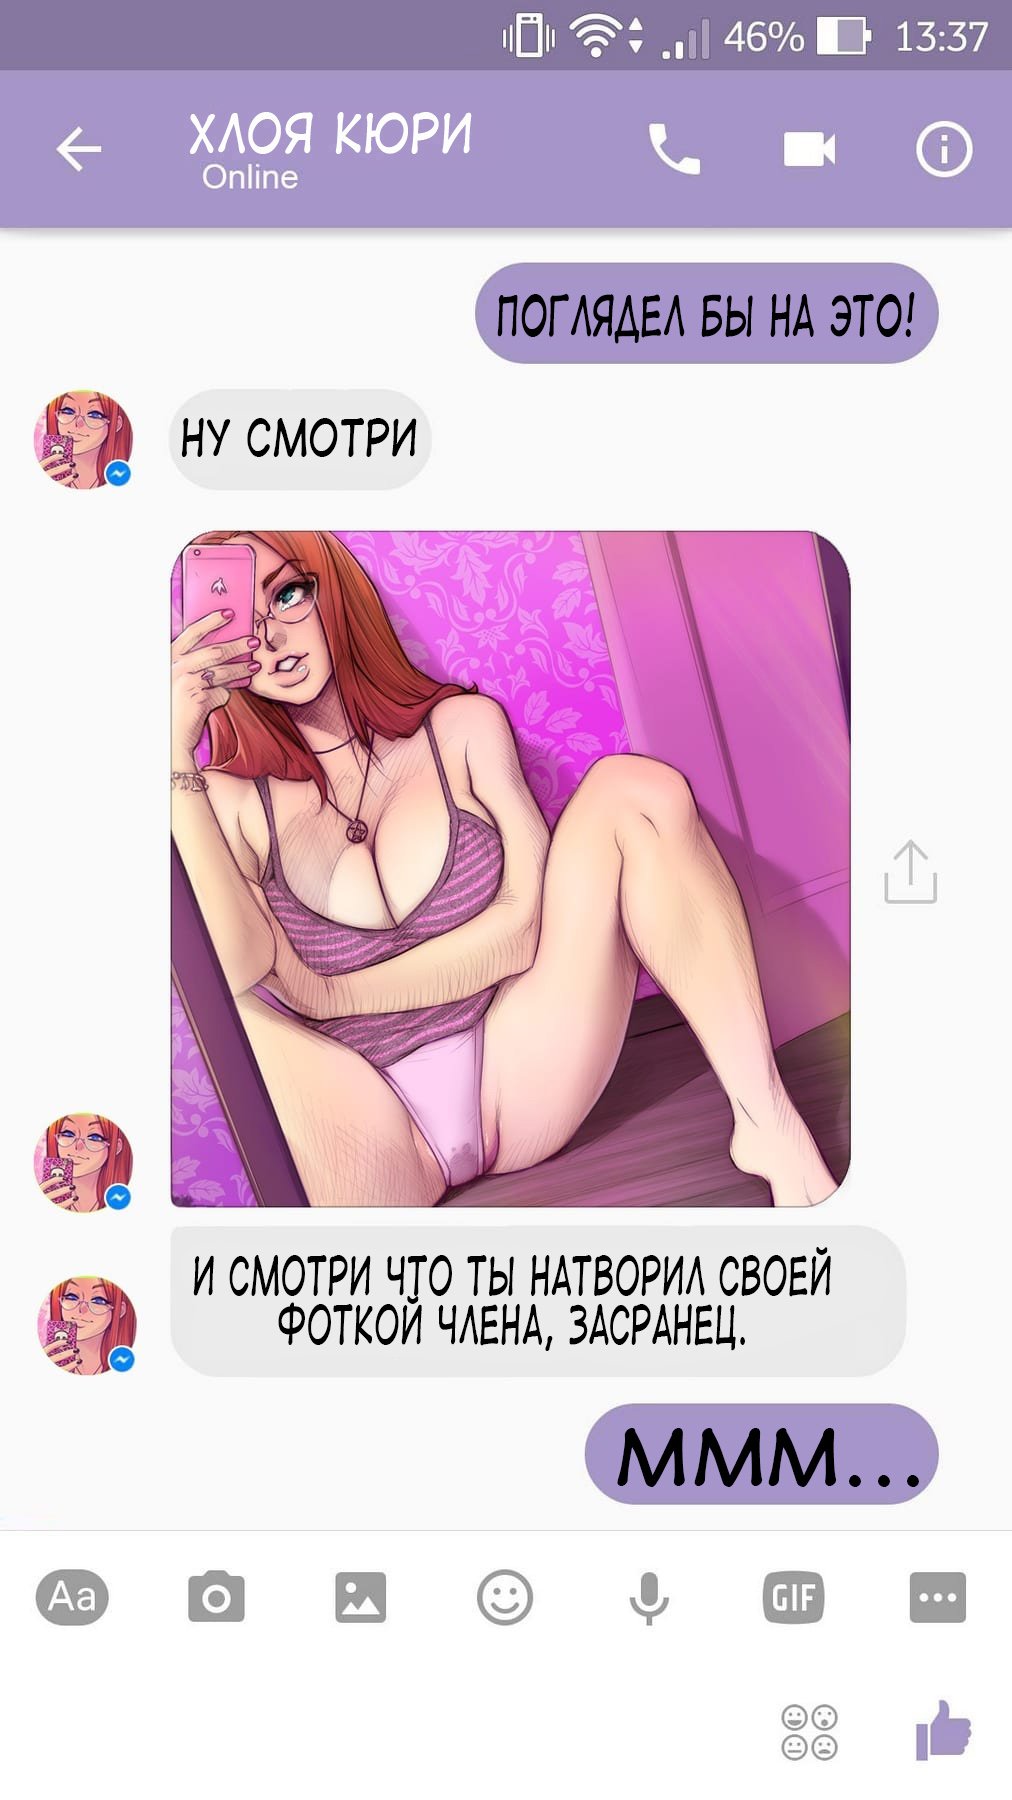 46% 13:37
ХЛОЯ КЮРИ
Online
ПОГЛЯДЕЛ БЫ НА ЭТО!
НУ СМОТРИ
И СМОТРИ ЧТО ТЫ НАТВОРИЛ СВОЕЙ
ФОТКОЙ ЧЛЕНА, ЗАСРАНЕЦ.
МММ...
Aa
GIF